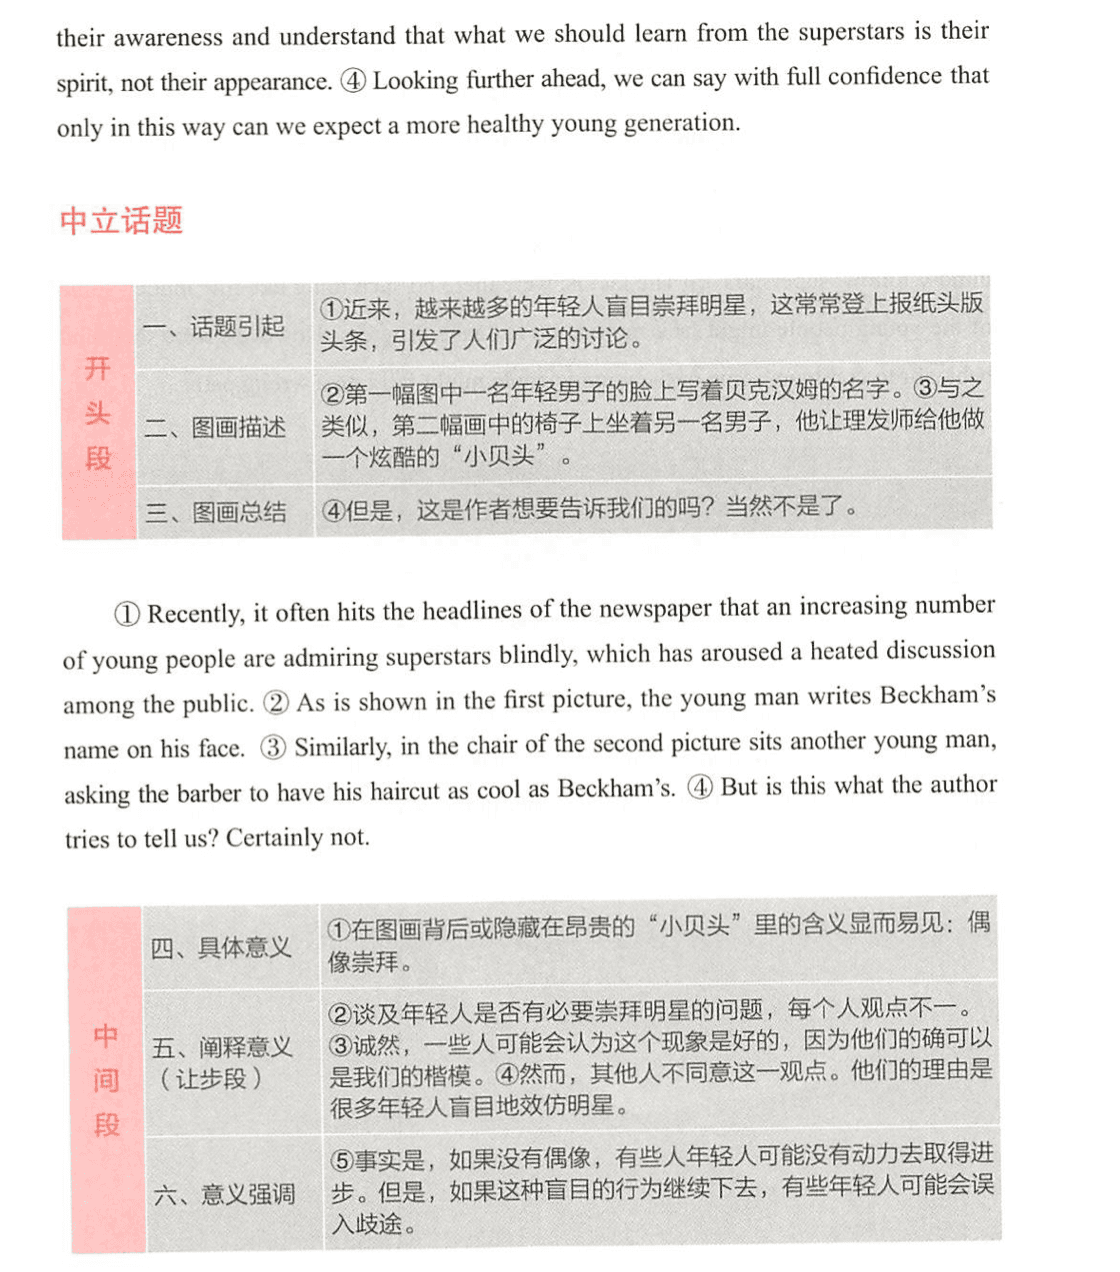 their awareness and understand that what we should learn from the superstars is their
spirit, not their appearance. ④ Looking further ahead, we can say with full confidence that
only in this way can we expect a more healthy young generation.
中立话题
开头段
一、话题引起
①近来，越来越多的年轻人盲目崇拜明星，这常常登上报纸头版
头条，引发了人们广泛的讨论。
二、图画描述
②第一幅图中一名年轻男子的脸上写着贝克汉姆的名字。③与之
类似，第二幅画中的椅子上坐着另一名男子，他让理发师给他做
一个炫酷的“小贝头”。
三、图画总结
④但是，这是作者想要告诉我们的吗？当然不是了。
① Recently, it often hits the headlines of the newspaper that an increasing number
of young people are admiring superstars blindly, which has aroused a heated discussion
among the public. ② As is shown in the first picture, the young man writes Beckham’s
name on his face. ③ Similarly, in the chair of the second picture sits another young man,
asking the barber to have his haircut as cool as Beckham’s. ④ But is this what the author
tries to tell us? Certainly not.
中间段
四、具体意义
①在图画背后或隐藏在昂贵的“小贝头”里的含义显而易见：偶
像崇拜。
五、阐释意义
（让步段）
②谈及年轻人是否有必要崇拜明星的问题，每个人观点不一。
③诚然，一些人可能会认为这个现象是好的，因为他们的确可以
是我们的楷模。④然而，其他人不同意这一观点。他们的理由是
很多年轻人盲目地效仿明星。
六、意义强调
⑤事实是，如果没有偶像，有些人年轻人可能没有动力去取得进
步。但是，如果这种盲目的行为继续下去，有些年轻人可能会误
入歧途。